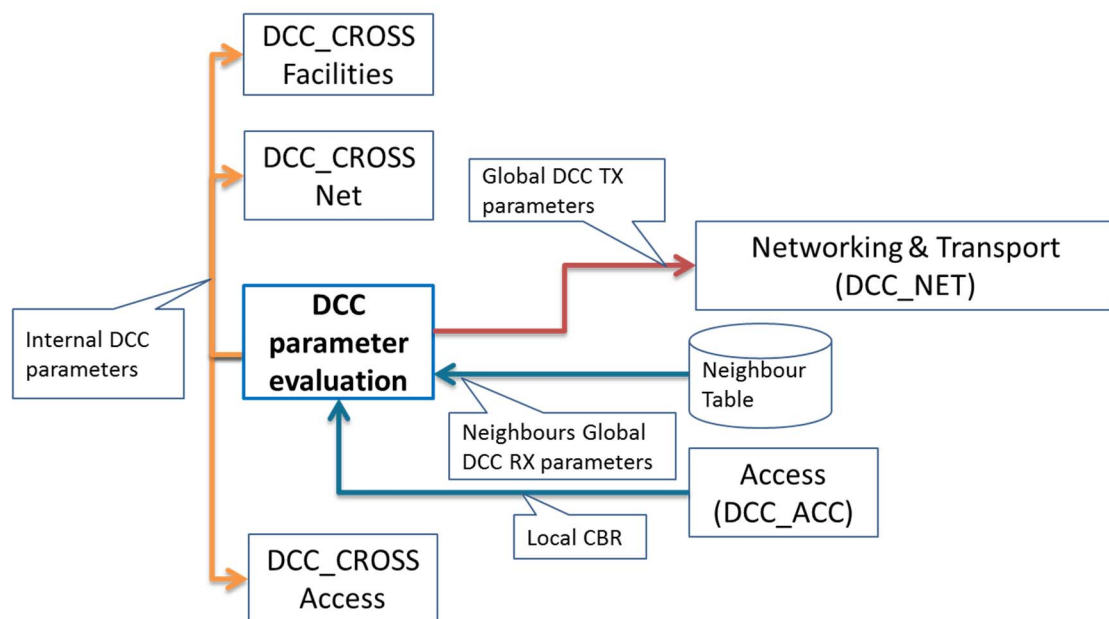 DCC_CROSS
Facilities
DCC_CROSS
Net
Global DCC TX
parameters
Networking & Transport
(DCC_NET)
Internal DCC
parameters
DCC
parameter
evaluation
Neighbour
Table
Neighbours Global
DCC RX parameters
Access
(DCC_ACC)
Local CBR
DCC_CROSS
Access